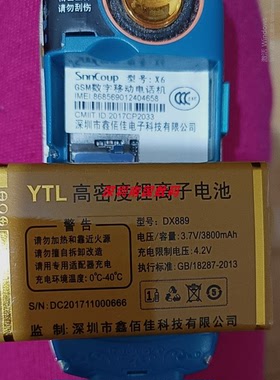 请勿刮伤
SnnCoup 型号: X6
GSM数字移动电话机
IMEI: 868569012404658
CMIIT ID: 2017CP2033
深圳市鑫佰佳电子科技有限公司
YTL 高密度锂离子电池
警告
请勿加热和靠近火源
请勿自行拆卸改造
请用专用适配器充电
充电环境温度: 0℃-40℃
型号: DX889
电压/容量: 3.7V/3800mAh
充电限制电压: 4.2V
执行标准: GB/18287-2013
S/N: DC201711000666
监 制: 深圳市鑫佰佳科技有限公司